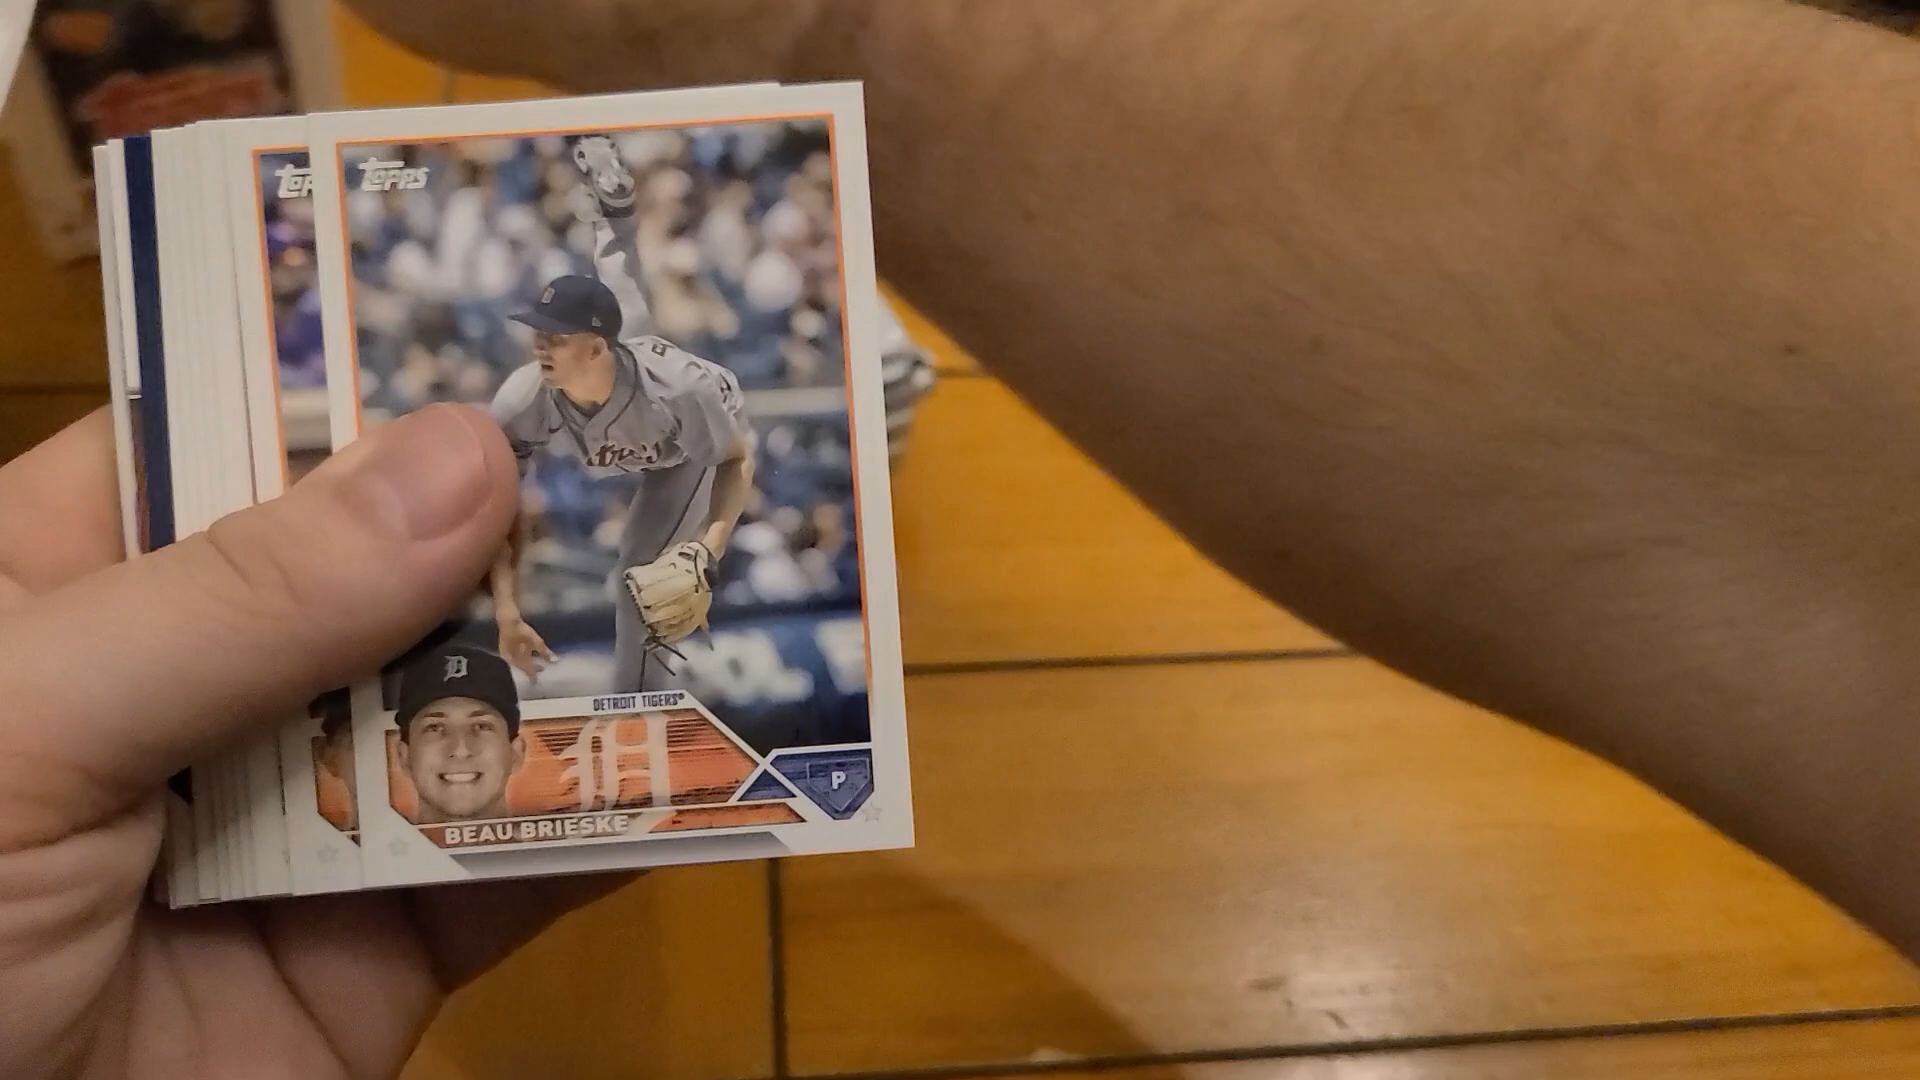 TOPPS
TOPPS
DETROIT TIGERS®
P
BEAU BRIESKE